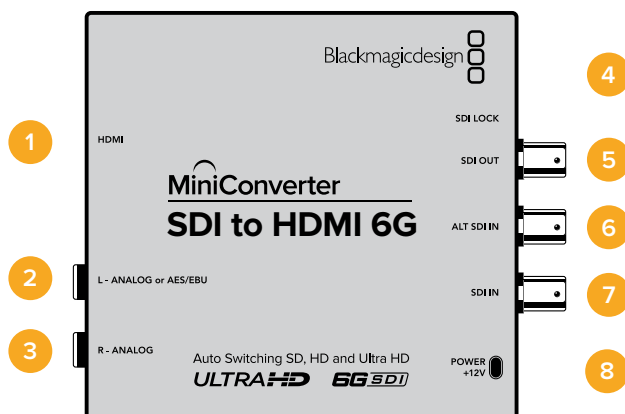 Blackmagicdesign
4
SDI LOCK
1
HDMI
SDI OUT
5
MiniConverter
SDI to HDMI 6G
ALT SDI IN
6
2
L - ANALOG or AES/EBU
SDI IN
7
3
R - ANALOG
Auto Switching SD, HD and Ultra HD
POWER
+12V
8
ULTRA HD 6G SDI